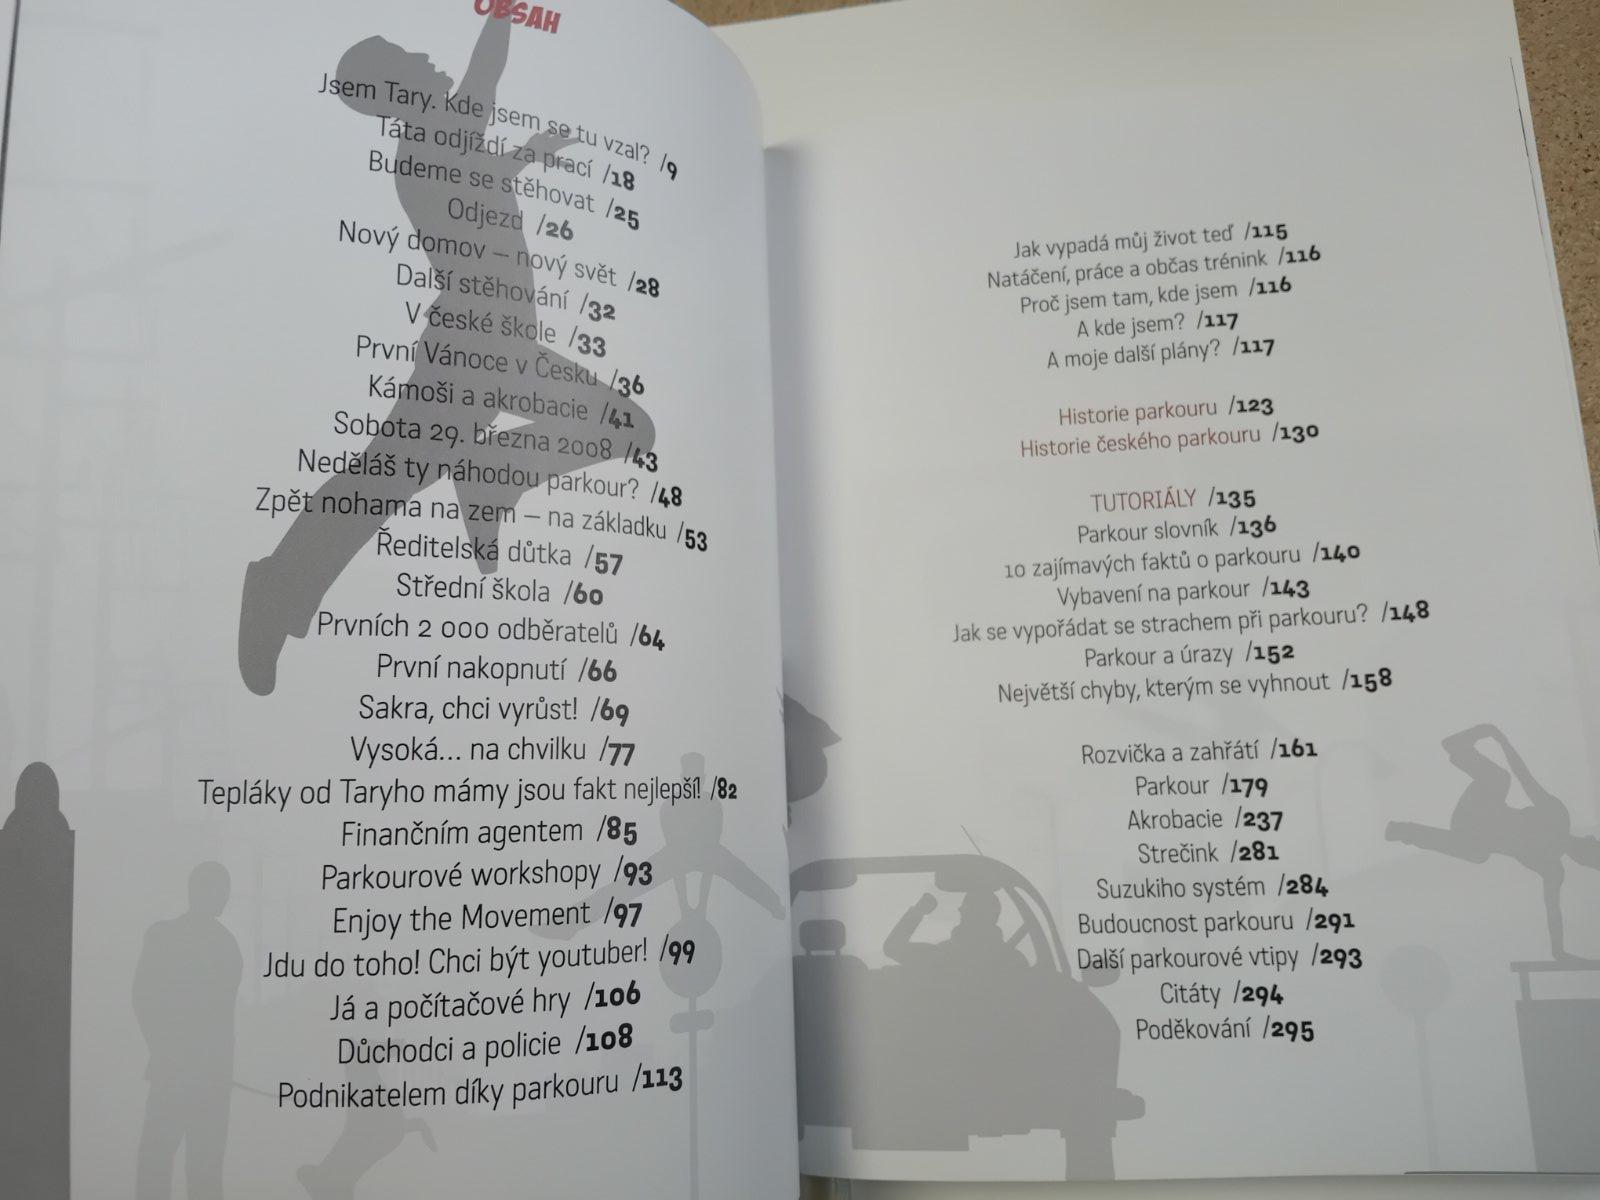 OBSAH
Jsem Tary. Kde jsem se tu vzal? /9
Táta odjíždí za prací /18
Budeme se stěhovat /25
Odjezd /26
Nový domov – nový svět /28
Další stěhování /32
V české škole /33
První Vánoce v Česku /36
Kámoši a akrobacie /41
Sobota 29. března 2008 /43
Neděláš ty náhodou parkour? /48
Zpět nohama na zem – na základku /53
Ředitelská důtka /57
Střední škola /60
Prvních 2 000 odběratelů /64
První nakopnutí /66
Sakra, chci vyrůst! /69
Vysoká... na chvilku /77
Tepláky od Taryho mámy jsou fakt nejlepší! /82
Finančním agentem /85
Parkourové workshopy /93
Enjoy the Movement /97
Jdu do toho! Chci být youtuber! /99
Já a počítačové hry /106
Důchodci a policie /108
Podnikatelem díky parkouru /113
Jak vypadá můj život teď /115
Natáčení, práce a občas trénink /116
Proč jsem tam, kde jsem /116
A kde jsem? /117
A moje další plány? /117
Historie parkouru /123
Historie českého parkouru /130
TUTORIÁLY /135
Parkour slovník /136
10 zajímavých faktů o parkouru /140
Vybavení na parkour /143
Jak se vypořádat se strachem při parkouru? /148
Parkour a úrazy /152
Největší chyby, kterým se vyhnout /158
Rozvička a zahřátí /161
Parkour /179
Akrobacie /237
Strečink /281
Suzukiho systém /284
Budoucnost parkouru /291
Další parkourové vtipy /293
Citáty /294
Poděkování /295